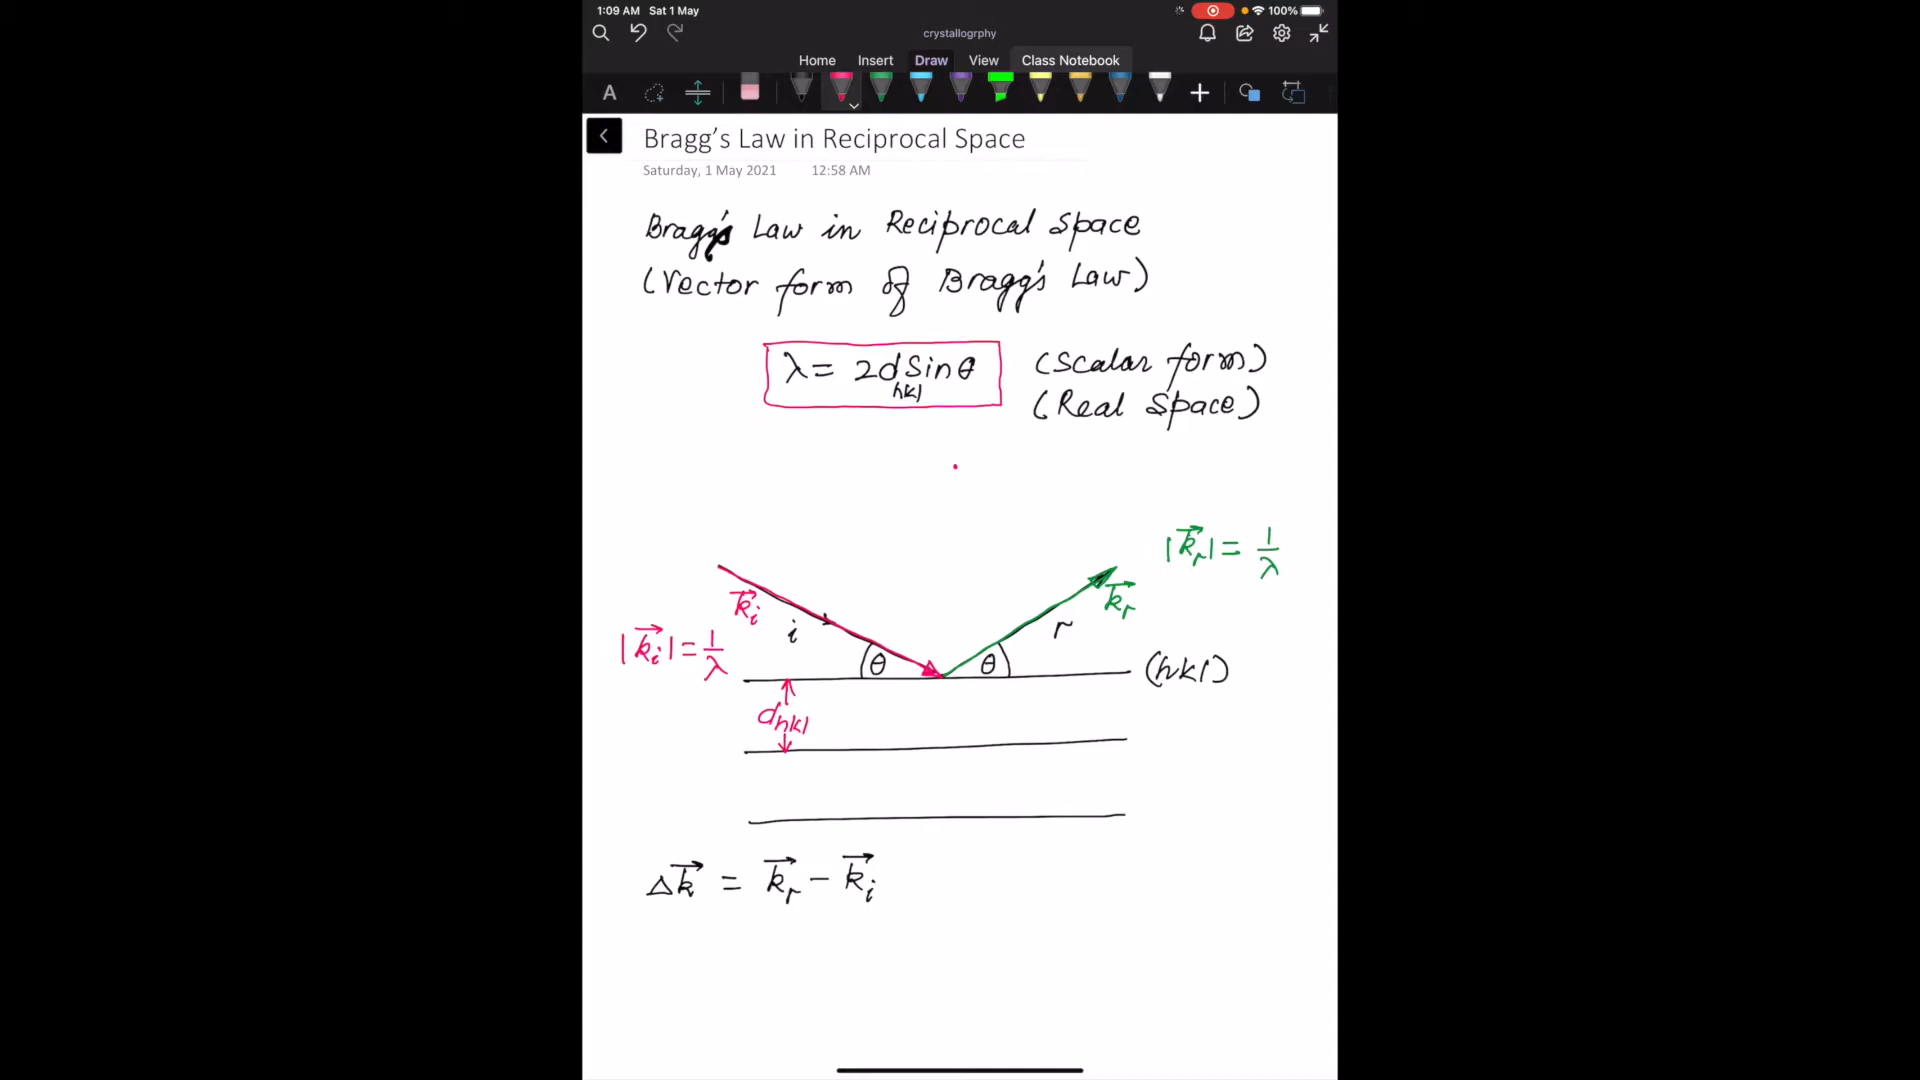 1:09 AM Sat 1 May
100%
crystallogrphy
Home Insert Draw View Class Notebook
A
Bragg's Law in Reciprocal Space
Saturday, 1 May 2021 12:58 AM
Bragg's Law in Reciprocal Space
(Vector form of Bragg's Law)
λ = 2d_hkl Sin θ (Scalar form)
(Real Space)
|k⃗_r| = 1/λ
k⃗_i k⃗_r
i r
|k⃗_i| = 1/λ
θ θ (hkl)
d_hkl
Δk⃗ = k⃗_r − k⃗_i